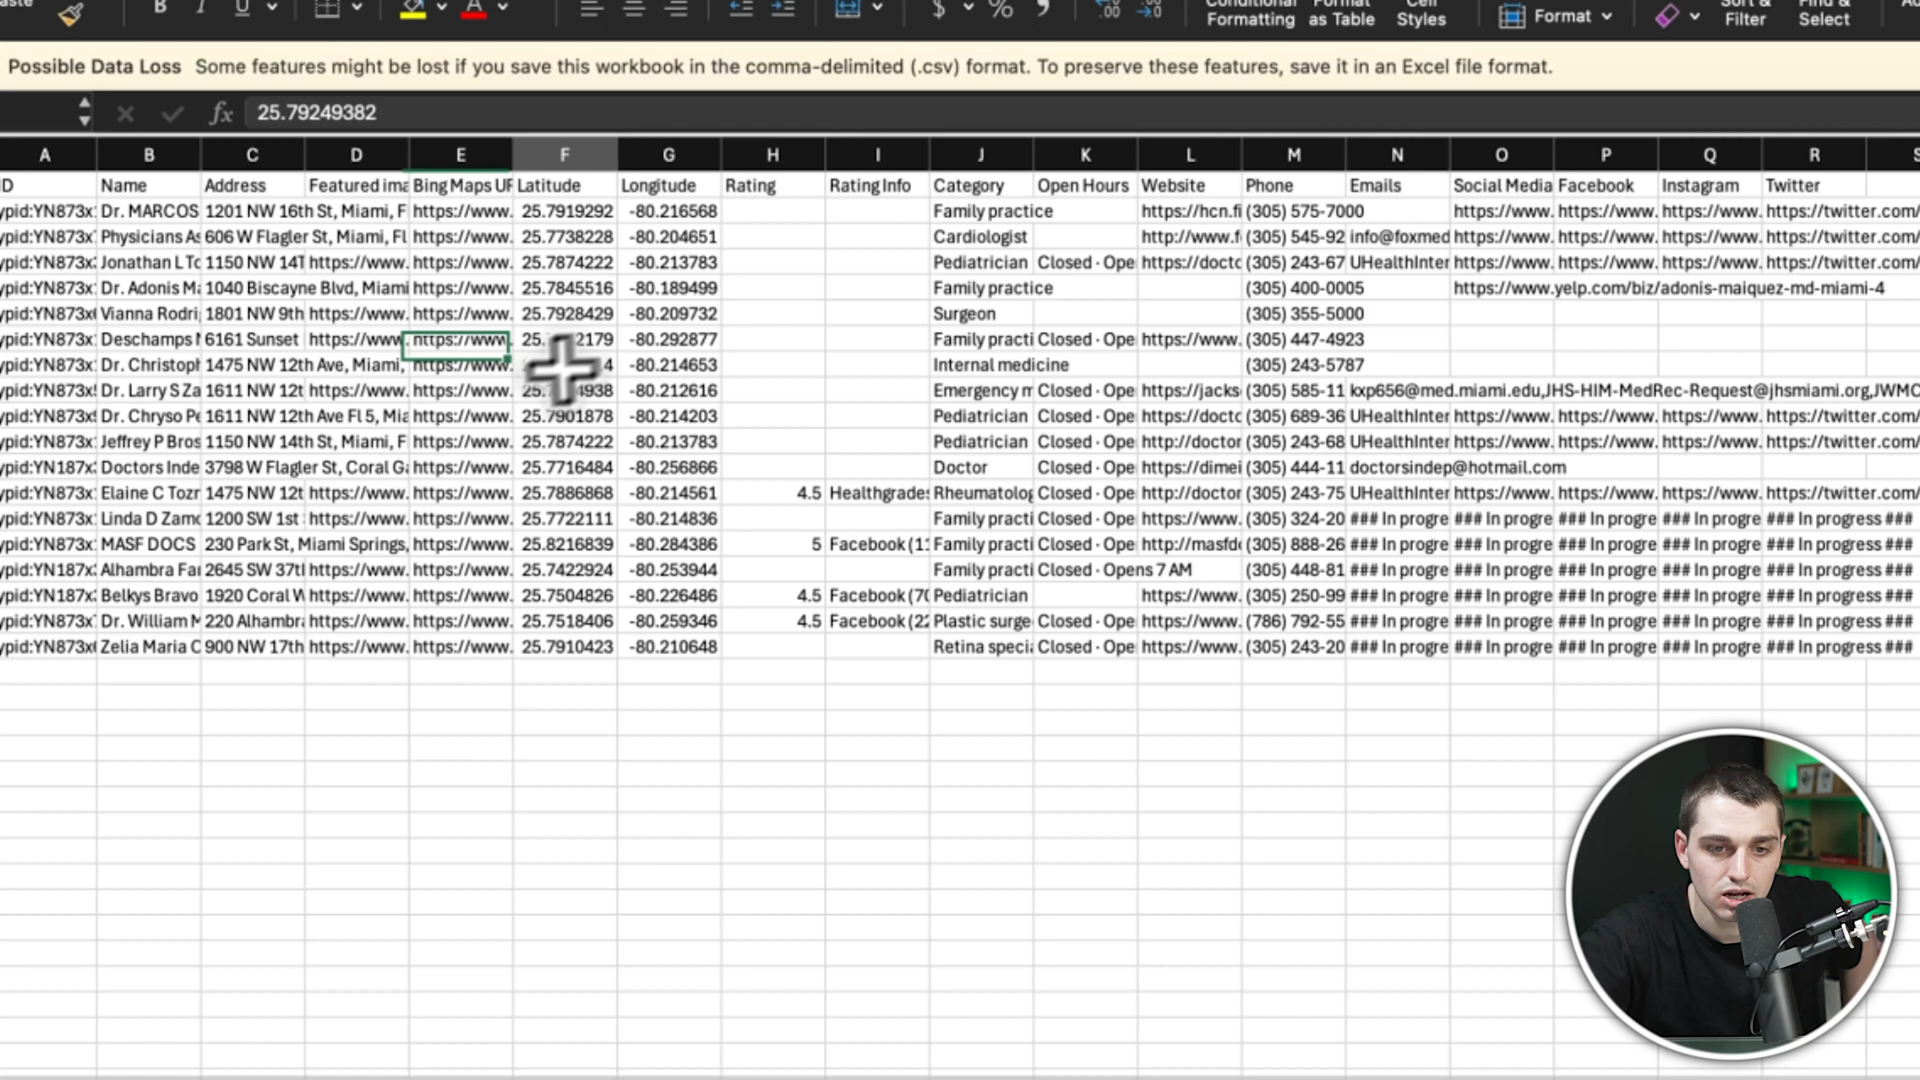 B I U A $ % Conditional Formatting Format as Table Cell Styles Format Sort & Filter Find & Select
Possible Data Loss Some features might be lost if you save this workbook in the comma-delimited (.csv) format. To preserve these features, save it in an Excel file format.
fx 25.79249382
A B C D E F G H I J K L M N O P Q R
ID Name Address Featured ima Bing Maps UR Latitude Longitude Rating Rating Info Category Open Hours Website Phone Emails Social Media Facebook Instagram Twitter
ypid:YN873x Dr. MARCOS 1201 NW 16th St, Miami, F https://www. 25.7919292 -80.216568 Family practice https://hcn.fl (305) 575-7000 https://www. https://www. https://www. https://twitter.com/
ypid:YN873x Physicians As 606 W Flagler St, Miami, FL https://www. 25.7738228 -80.204651 Cardiologist http://www.f (305) 545-92 info@foxmed https://www. https://www. https://www. https://twitter.com/
ypid:YN873x Jonathan L To 1150 NW 14T https://www. https://www. 25.7874222 -80.213783 Pediatrician Closed · Ope https://docto (305) 243-67 UHealthInter https://www. https://www. https://www. https://twitter.com/
ypid:YN873x Dr. Adonis Ma 1040 Biscayne Blvd, Miami https://www. 25.7845516 -80.189499 Family practice (305) 400-0005 https://www.yelp.com/biz/adonis-maiquez-md-miami-4
ypid:YN873x Vianna Rodri 1801 NW 9th https://www. https://www. 25.7928429 -80.209732 Surgeon (305) 355-5000
ypid:YN873x Deschamps 6161 Sunset https://www. https://www. 25. 2179 -80.292877 Family practi Closed · Ope https://www. (305) 447-4923
ypid:YN873x Dr. Christoph 1475 NW 12th Ave, Miami, https://www. 4 -80.214653 Internal medicine (305) 243-5787
ypid:YN873x Dr. Larry S Za 1611 NW 12th https://www. https://www. 25.7 4938 -80.212616 Emergency m Closed · Ope https://jacks (305) 585-11 kxp656@med.miami.edu,JHS-HIM-MedRec-Request@jhsmiami.org,JWMC
ypid:YN873x Dr. Chryso Pe 1611 NW 12th Ave Fl 5, Mia https://www. 25.7901878 -80.214203 Pediatrician Closed · Ope https://docto (305) 689-36 UHealthInter https://www. https://www. https://www. https://twitter.com/
ypid:YN873x Jeffrey P Bros 1150 NW 14th St, Miami, F https://www. 25.7874222 -80.213783 Pediatrician Closed · Ope http://doctor (305) 243-68 UHealthInter https://www. https://www. https://www. https://twitter.com/
ypid:YN187x Doctors Inde 3798 W Flagler St, Coral Ga https://www. 25.7716484 -80.256866 Doctor Closed · Ope https://dimei (305) 444-11 doctorsindep@hotmail.com
ypid:YN873x Elaine C Tozr 1475 NW 12t https://www. https://www. 25.7886868 -80.214561 4.5 Healthgrades Rheumatolog Closed · Ope http://doctor (305) 243-75 UHealthInter https://www. https://www. https://www. https://twitter.com/
ypid:YN873x Linda D Zamo 1200 SW 1st https://www. https://www. 25.7722111 -80.214836 Family practi Closed · Ope https://www. (305) 324-20 ### In progre ### In progre ### In progre ### In progre ### In progress ###
ypid:YN873x MASF DOCS 230 Park St, Miami Springs, https://www. 25.8216839 -80.284386 5 Facebook (11 Family practi Closed · Ope http://masfdo (305) 888-26 ### In progre ### In progre ### In progre ### In progre ### In progress ###
ypid:YN187x Alhambra Fai 2645 SW 37tl https://www. https://www. 25.7422924 -80.253944 Family practi Closed · Opens 7 AM (305) 448-81 ### In progre ### In progre ### In progre ### In progre ### In progress ###
ypid:YN187x Belkys Bravo 1920 Coral W https://www. https://www. 25.7504826 -80.226486 4.5 Facebook (70 Pediatrician https://www. (305) 250-99 ### In progre ### In progre ### In progre ### In progre ### In progress ###
ypid:YN873x Dr. William M 220 Alhambra https://www. https://www. 25.7518406 -80.259346 4.5 Facebook (22 Plastic surge Closed · Ope https://www. (786) 792-55 ### In progre ### In progre ### In progre ### In progre ### In progress ###
ypid:YN873x Zelia Maria C 900 NW 17th https://www. https://www. 25.7910423 -80.210648 Retina specia Closed · Ope https://www. (305) 243-20 ### In progre ### In progre ### In progre ### In progre ### In progress ###